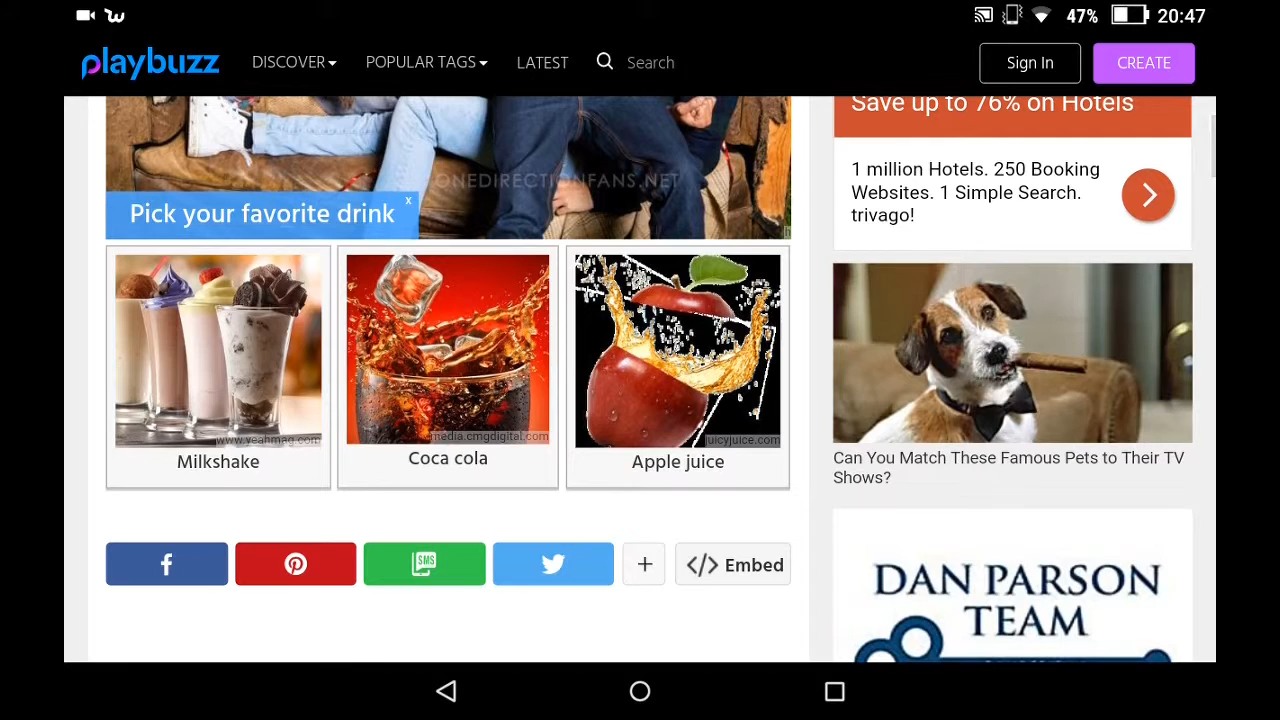 47% 20:47
playbuzz DISCOVER POPULAR TAGS LATEST Search Sign In CREATE
ONEDIRECTIONFANS.NET
Pick your favorite drink x
www.yeahmag.com
Milkshake
media.cmgdigital.com
Coca cola
juicyjuice.com
Apple juice
SMS
+ </> Embed
Save up to 76% on Hotels
1 million Hotels. 250 Booking
Websites. 1 Simple Search.
trivago!
Can You Match These Famous Pets to Their TV
Shows?
DAN PARSON
TEAM